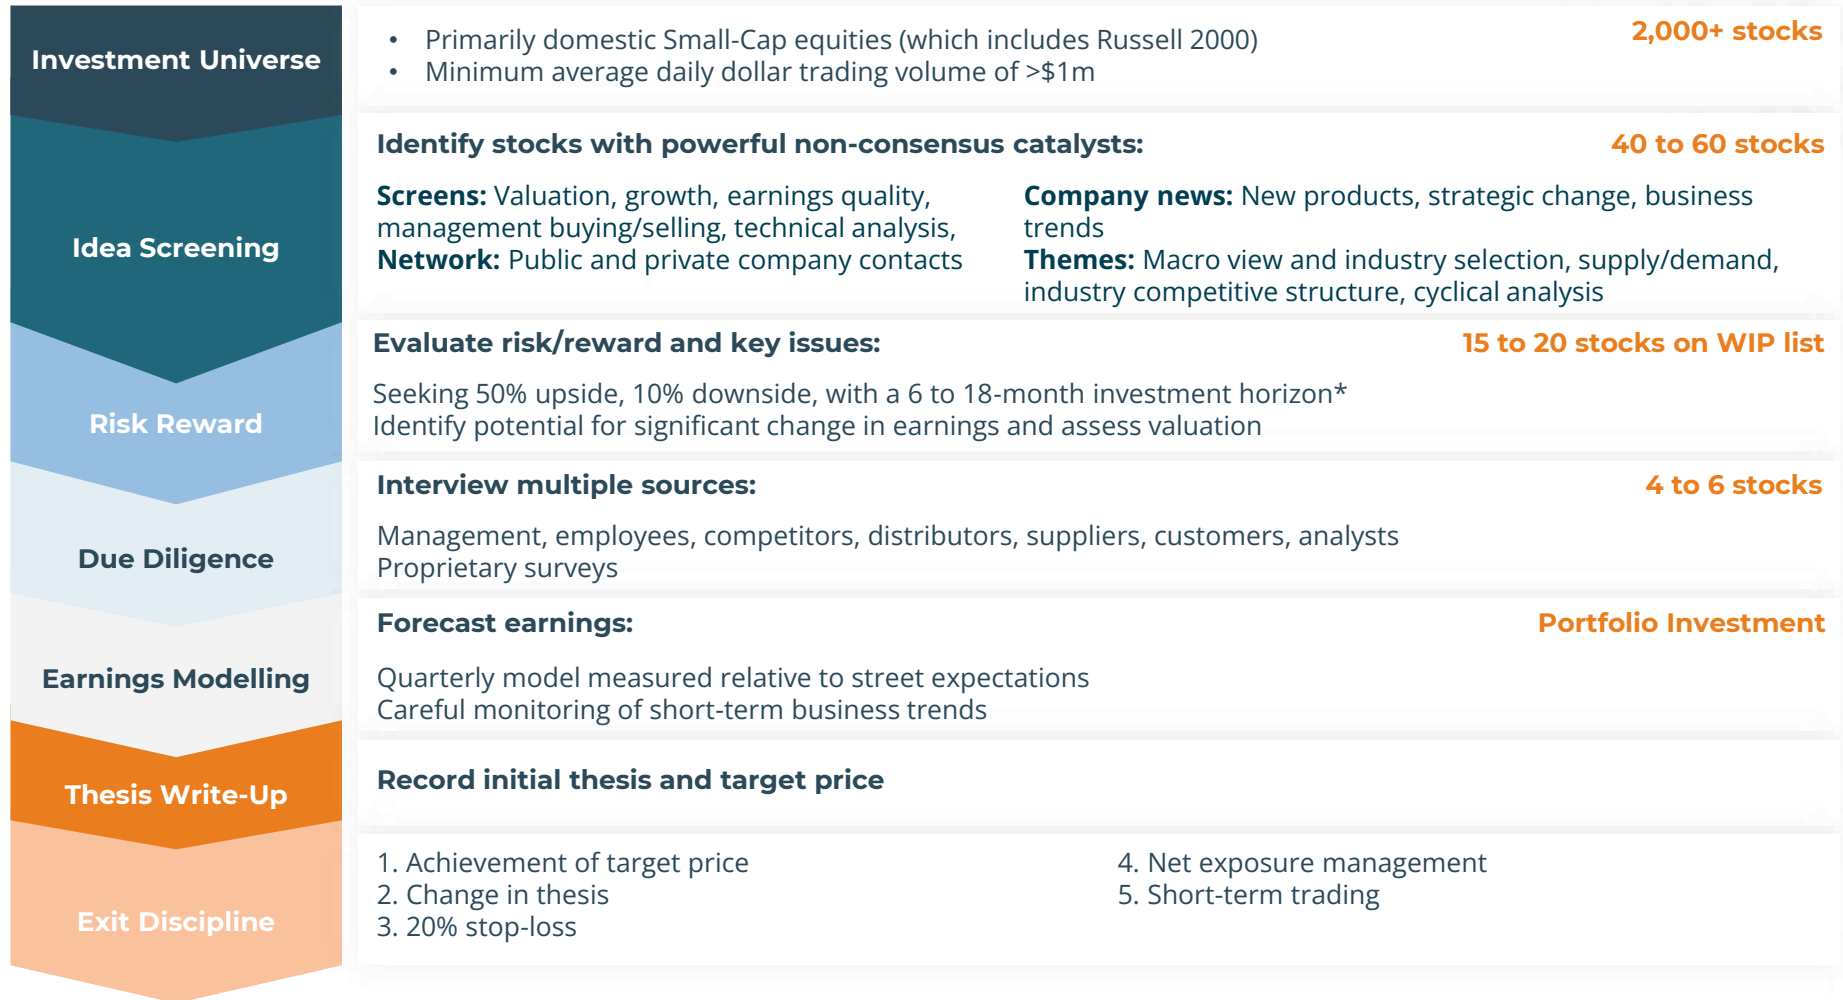 Investment Universe
• Primarily domestic Small-Cap equities (which includes Russell 2000)
• Minimum average daily dollar trading volume of >$1m
2,000+ stocks
Idea Screening
Identify stocks with powerful non-consensus catalysts:
40 to 60 stocks
Screens: Valuation, growth, earnings quality,
management buying/selling, technical analysis,
Network: Public and private company contacts
Company news: New products, strategic change, business
trends
Themes: Macro view and industry selection, supply/demand,
industry competitive structure, cyclical analysis
Risk Reward
Evaluate risk/reward and key issues:
15 to 20 stocks on WIP list
Seeking 50% upside, 10% downside, with a 6 to 18-month investment horizon*
Identify potential for significant change in earnings and assess valuation
Due Diligence
Interview multiple sources:
4 to 6 stocks
Management, employees, competitors, distributors, suppliers, customers, analysts
Proprietary surveys
Earnings Modelling
Forecast earnings:
Portfolio Investment
Quarterly model measured relative to street expectations
Careful monitoring of short-term business trends
Thesis Write-Up
Record initial thesis and target price
Exit Discipline
1. Achievement of target price
2. Change in thesis
3. 20% stop-loss
4. Net exposure management
5. Short-term trading